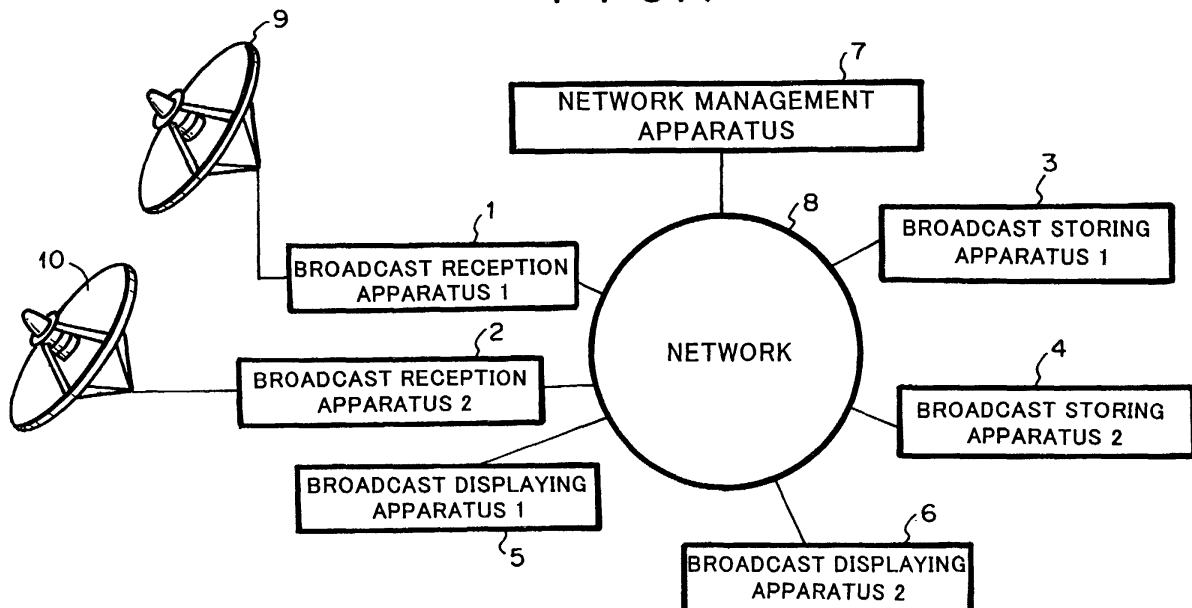 9
7
NETWORK MANAGEMENT
APPARATUS
3
BROADCAST STORING
APPARATUS 1
8
1
BROADCAST RECEPTION
APPARATUS 1
10
2
BROADCAST RECEPTION
APPARATUS 2
NETWORK
4
BROADCAST STORING
APPARATUS 2
BROADCAST DISPLAYING
APPARATUS 1
5
6
BROADCAST DISPLAYING
APPARATUS 2